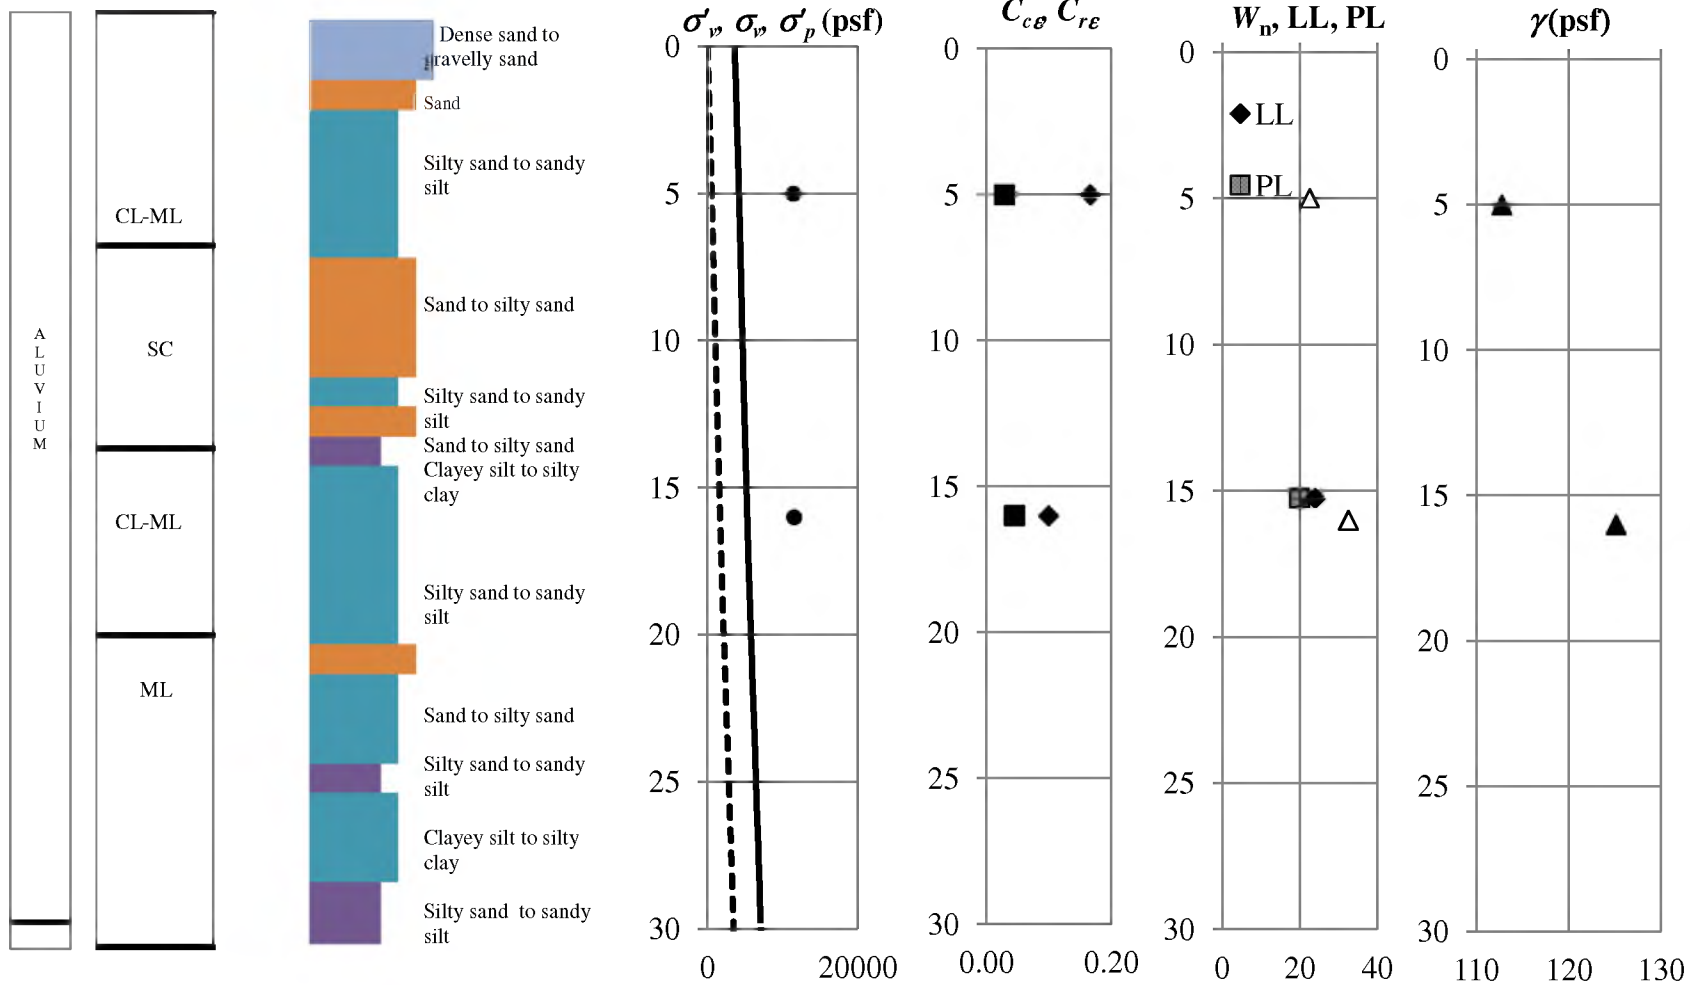 A
L
U
V
I
U
M
CL-ML
SC
CL-ML
ML
Dense sand to
ravelly sand
Sand
Silty sand to sandy
silt
Sand to silty sand
Silty sand to sandy
silt
Sand to silty sand
Clayey silt to silty
clay
Silty sand to sandy
silt
Sand to silty sand
Silty sand to sandy
silt
Clayey silt to silty
clay
Silty sand to sandy
silt
σ'v, σv, σ'p (psf)
0
5
10
15
20
25
30
0 20000
Ccε, Crε
0
5
10
15
20
25
30
0.00 0.20
Wn, LL, PL
0
5
10
15
20
25
30
LL
PL
0 20 40
γ(psf)
0
5
10
15
20
25
30
110 120 130